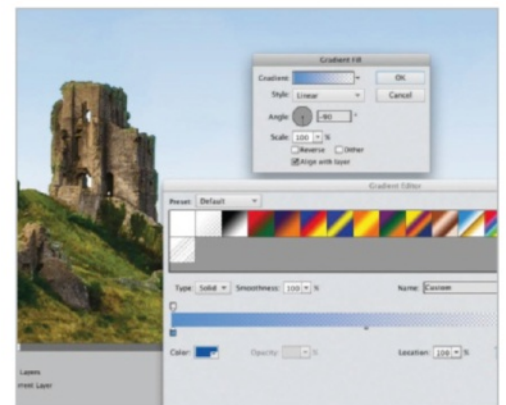 Gradient Fill
Gradient:
OK
Style: Linear
Cancel
Angle: -90 °
Scale: 100 %
Reverse Dither
Align with layer
Gradient Editor
Preset: Default
Type: Solid Smoothness: 100 % Name: Custom
Color: Opacity: % Location: 100 %
Layers
rrent Layer